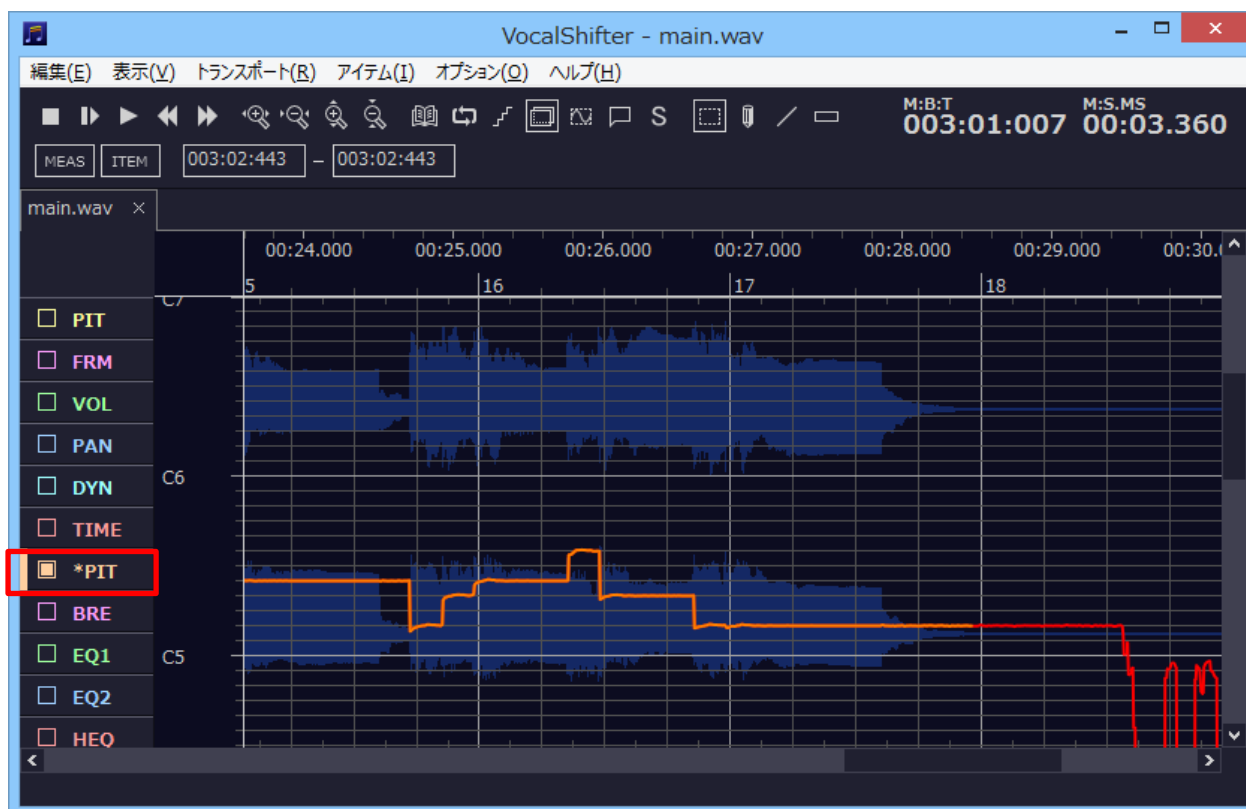 VocalShifter - main.wav
編集(E) 表示(V) トランスポート(R) アイテム(I) オプション(O) ヘルプ(H)
S
M:B:T M:S.MS
003:01:007 00:03.360
MEAS ITEM 003:02:443 – 003:02:443
main.wav ×
00:24.000 00:25.000 00:26.000 00:27.000 00:28.000 00:29.000 00:30.0
5 16 17 18
C7
PIT
FRM
VOL
PAN
C6
DYN
TIME
*PIT
BRE
EQ1
C5
EQ2
HEQ